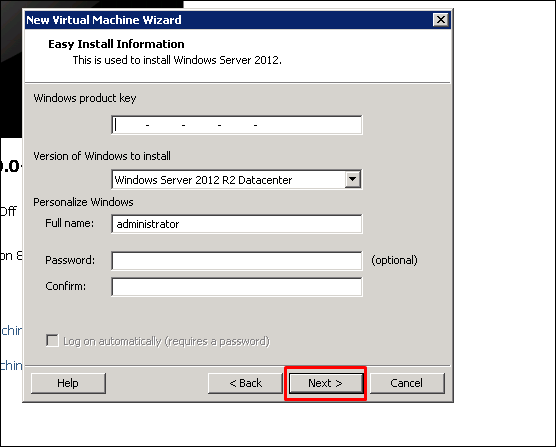 New Virtual Machine Wizard
Easy Install Information
This is used to install Windows Server 2012.
Windows product key
- - - -
Version of Windows to install
Windows Server 2012 R2 Datacenter
Personalize Windows
Full name: administrator
Password: (optional)
Confirm:
Log on automatically (requires a password)
Help < Back Next > Cancel
0.0
Off
on 8
chin
chin